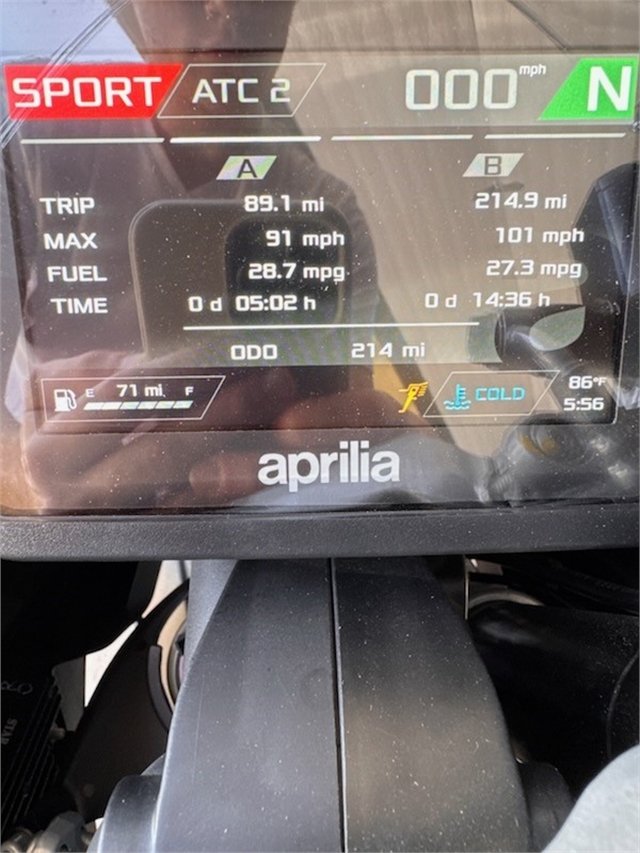 SPORT ATC 2 000 mph N
A B
TRIP 89.1 mi 214.9 mi
MAX 91 mph 101 mph
FUEL 28.7 mpg 27.3 mpg
TIME 0 d 05:02 h 0 d 14:36 h
ODO 214 mi
E 71 mi F COLD 86°F
5:56
aprilia
STAR